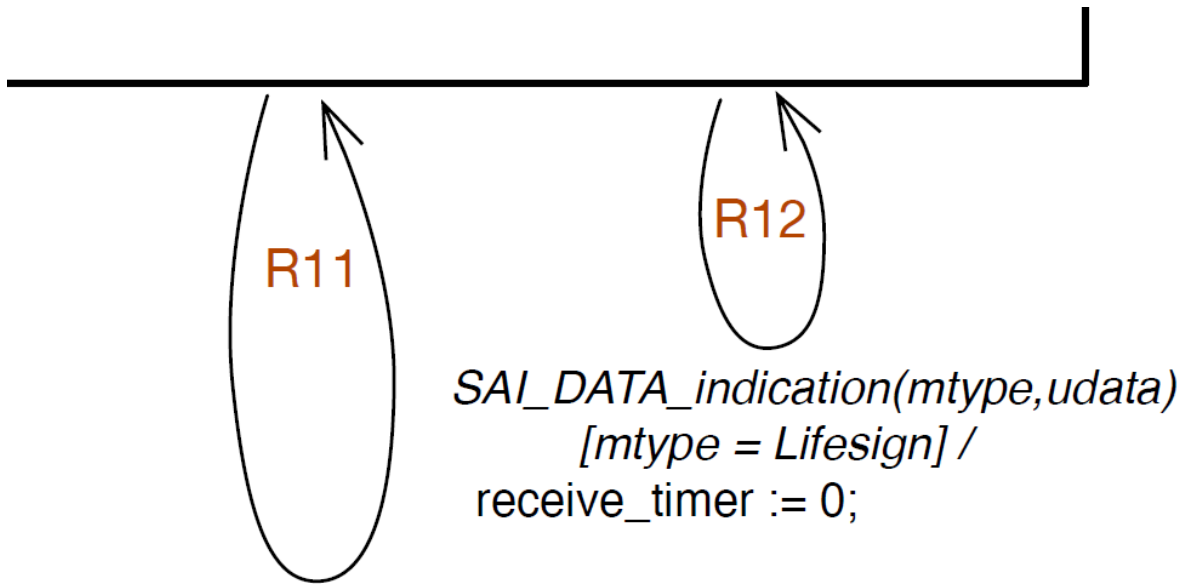 R11
R12
SAI_DATA_indication(mtype,udata)
[mtype = Lifesign] /
receive_timer := 0;